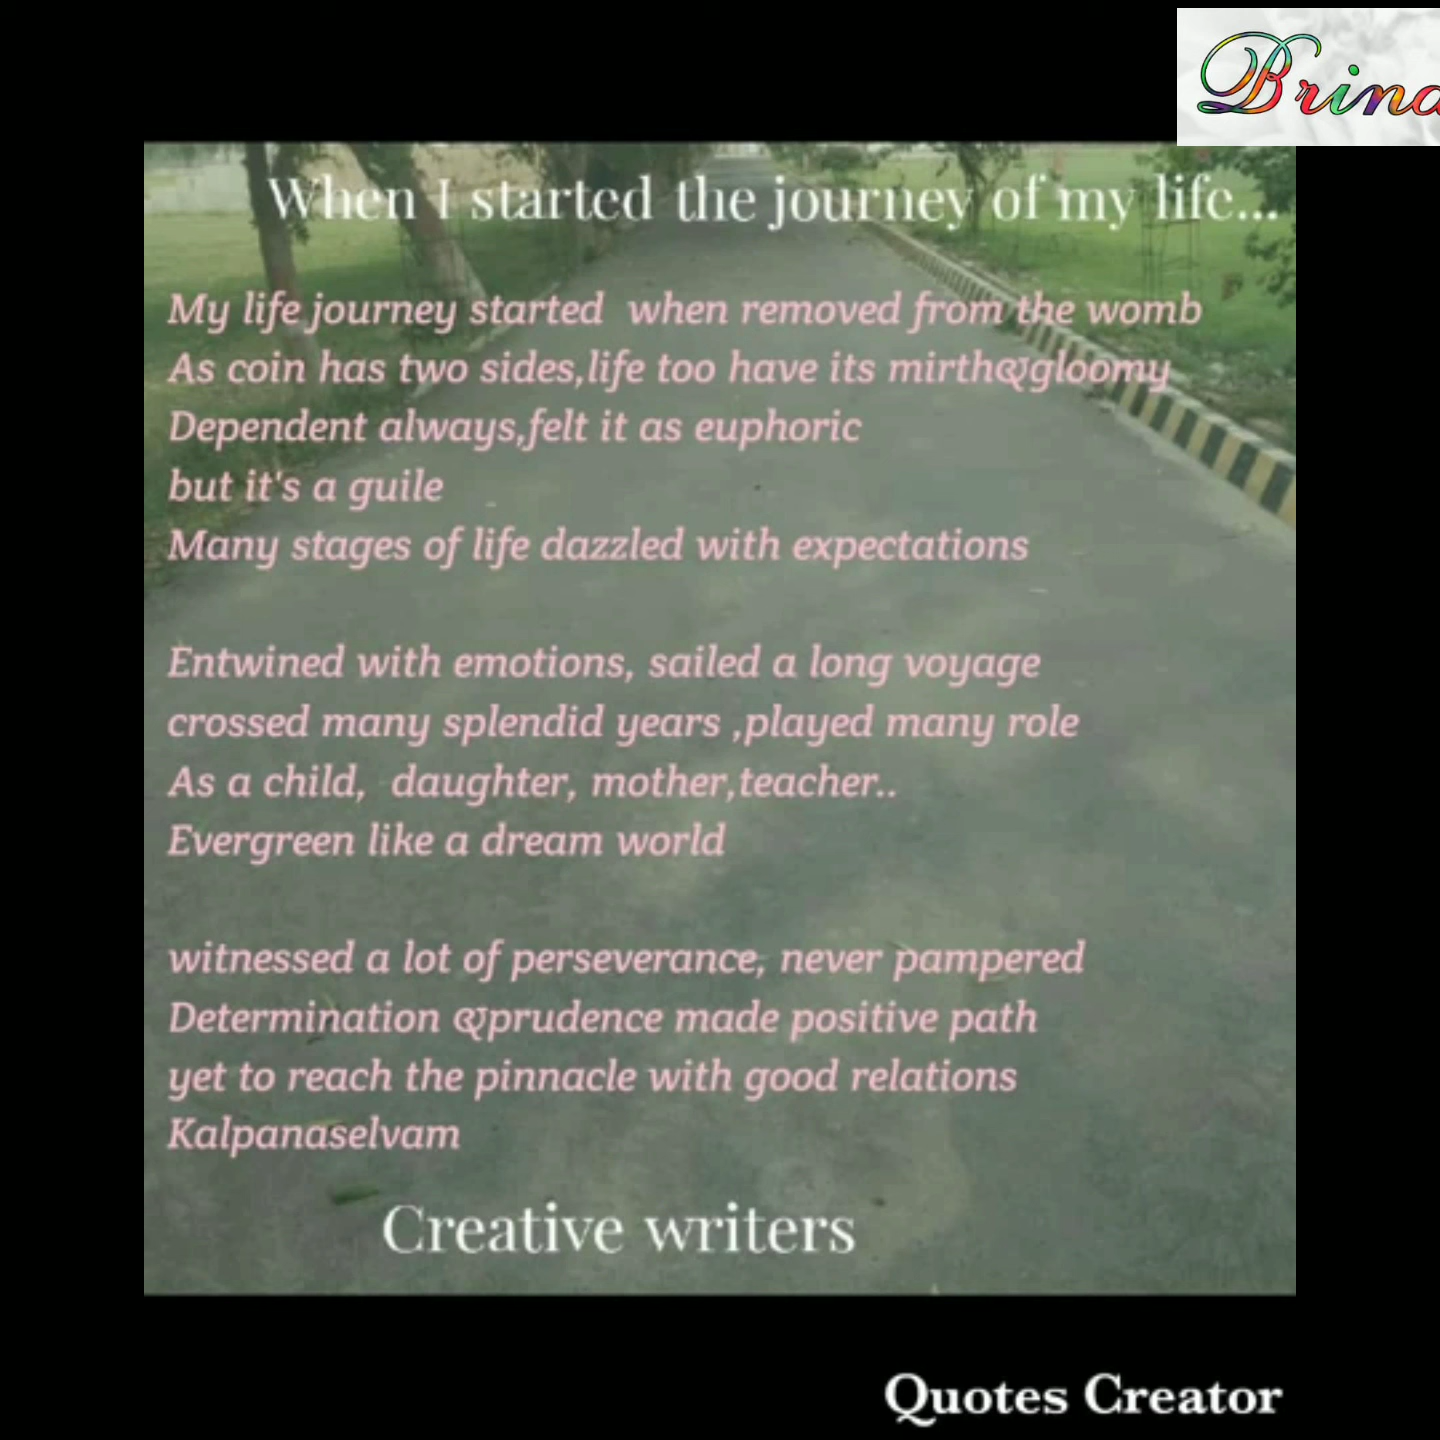 Brina
When I started the journey of my life...
My life journey started when removed from the womb
As coin has two sides,life too have its mirth&gloomy
Dependent always,felt it as euphoric
but it's a guile
Many stages of life dazzled with expectations
Entwined with emotions, sailed a long voyage
crossed many splendid years ,played many role
As a child, daughter, mother,teacher..
Evergreen like a dream world
witnessed a lot of perseverance, never pampered
Determination &prudence made positive path
yet to reach the pinnacle with good relations
Kalpanaselvam
Creative writers
Quotes Creator